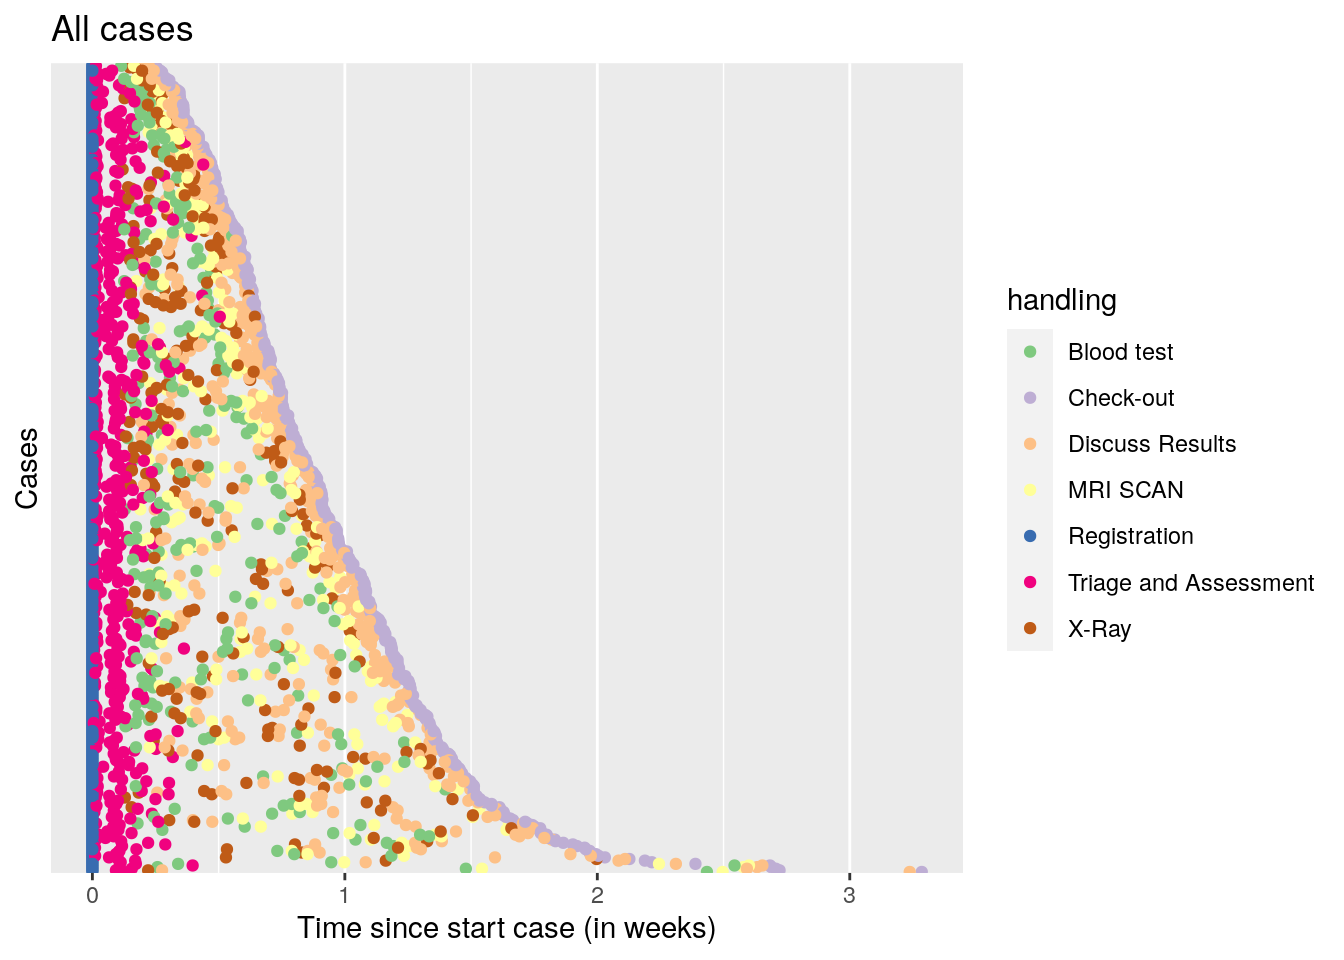 All cases
Cases
0 1 2 3
Time since start case (in weeks)
handling
Blood test
Check-out
Discuss Results
MRI SCAN
Registration
Triage and Assessment
X-Ray